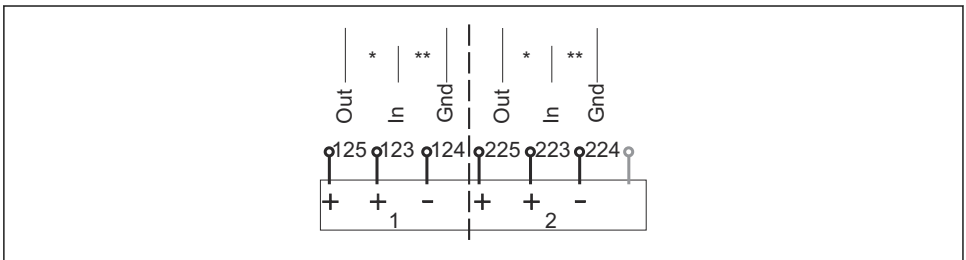 * ** * **
Out In Gnd Out In Gnd
125 123 124 225 223 224
+ + - + + -
1 2